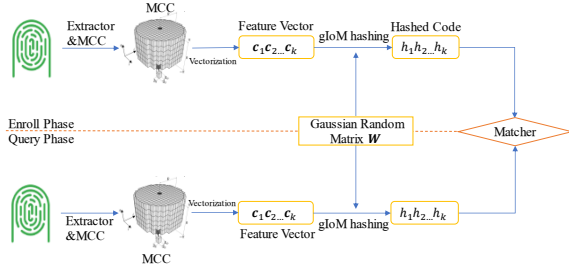 MCC
Extractor
&MCC
Vectorization
Feature Vector
c₁c₂...cₖ
gIoM hashing
Hashed Code
h₁h₂...hₖ
Enroll Phase
Query Phase
Gaussian Random
Matrix W
Matcher
Extractor
&MCC
MCC
Vectorization
c₁c₂...cₖ
Feature Vector
gIoM hashing
h₁h₂...hₖ